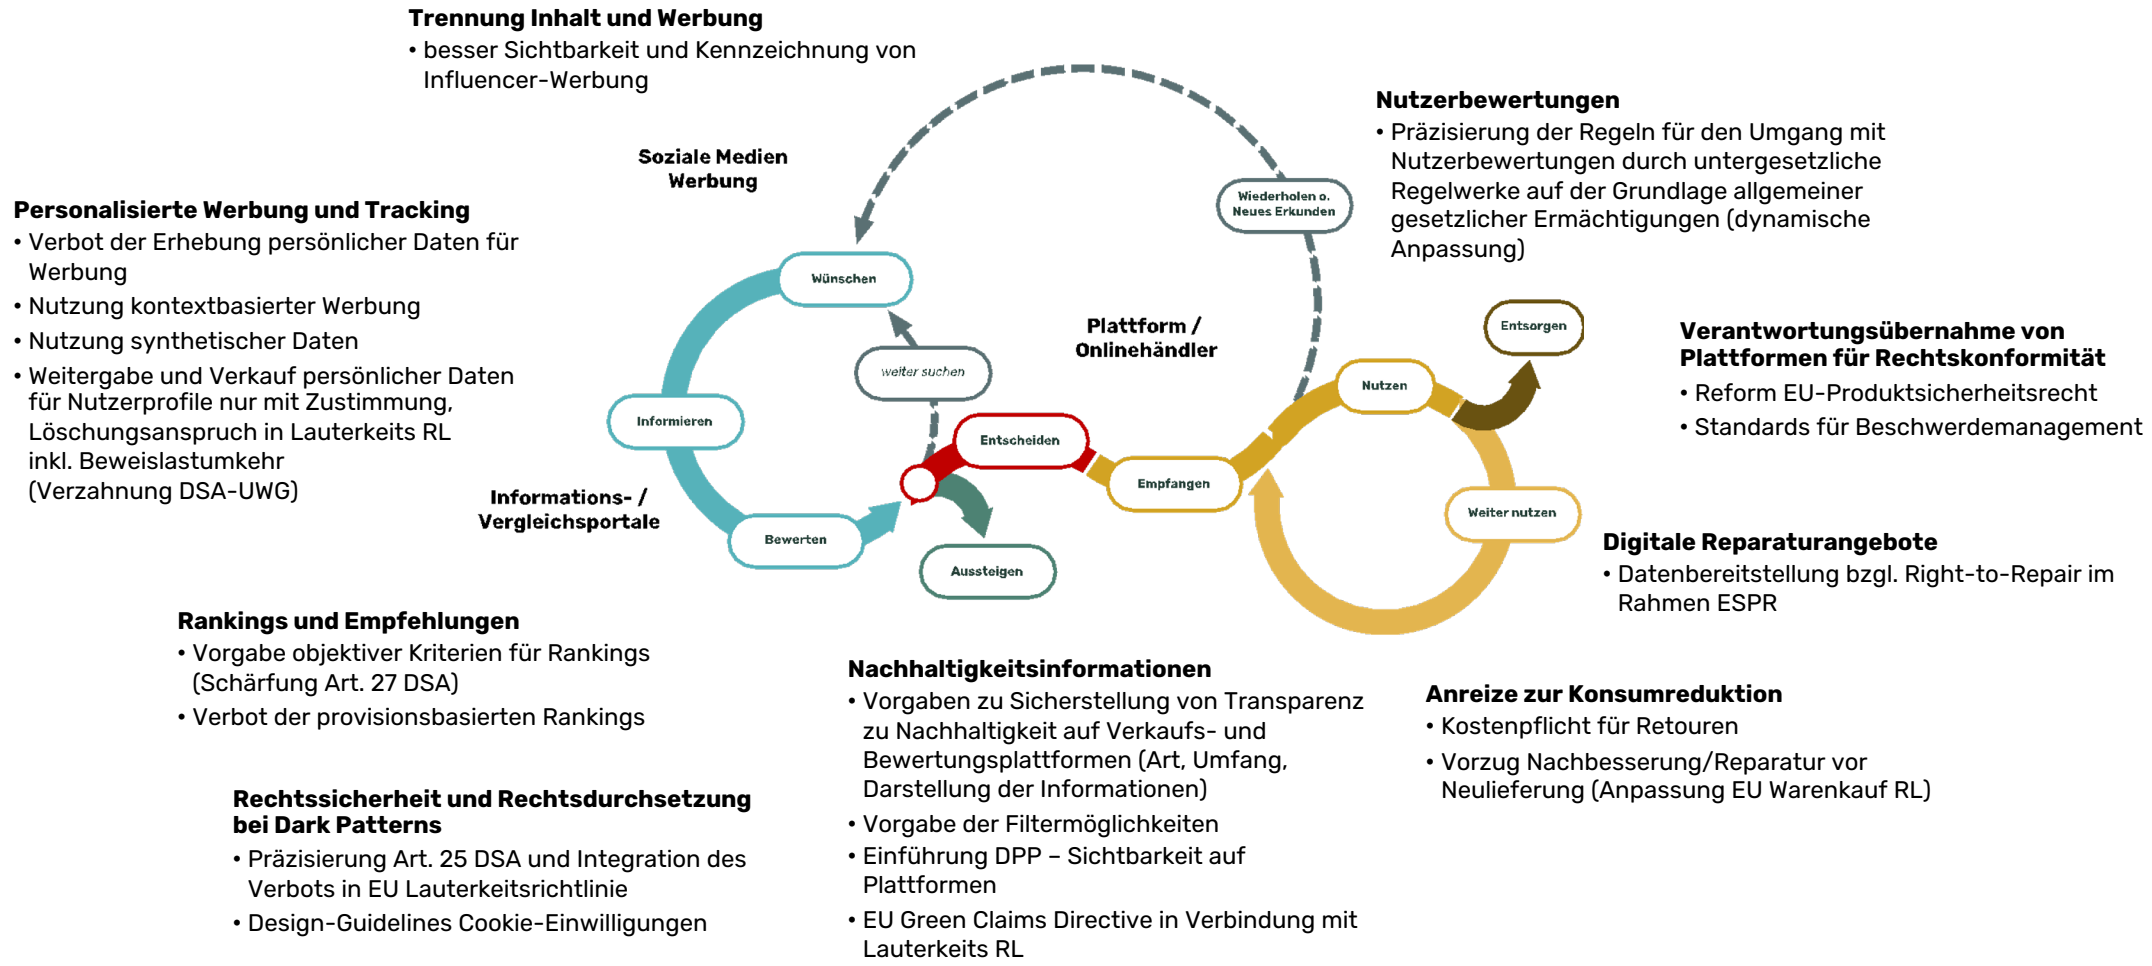 Trennung Inhalt und Werbung
• besser Sichtbarkeit und Kennzeichnung von
Influencer-Werbung
Nutzerbewertungen
• Präzisierung der Regeln für den Umgang mit
Nutzerbewertungen durch untergesetzliche
Regelwerke auf der Grundlage allgemeiner
gesetzlicher Ermächtigungen (dynamische
Anpassung)
Soziale Medien
Werbung
Wiederholen o.
Neues Erkunden
Personalisierte Werbung und Tracking
• Verbot der Erhebung persönlicher Daten für
Werbung
• Nutzung kontextbasierter Werbung
• Nutzung synthetischer Daten
• Weitergabe und Verkauf persönlicher Daten
für Nutzerprofile nur mit Zustimmung,
Löschungsanspruch in Lauterkeits RL
inkl. Beweislastumkehr
(Verzahnung DSA-UWG)
Wünschen
weiter suchen
Informieren
Bewerten
Informations- /
Vergleichsportale
Entscheiden
Aussteigen
Plattform /
Onlinehändler
Empfangen
Nutzen
Entsorgen
Weiter nutzen
Verantwortungsübernahme von
Plattformen für Rechtskonformität
• Reform EU-Produktsicherheitsrecht
• Standards für Beschwerdemanagement
Digitale Reparaturangebote
• Datenbereitstellung bzgl. Right-to-Repair im
Rahmen ESPR
Rankings und Empfehlungen
• Vorgabe objektiver Kriterien für Rankings
(Schärfung Art. 27 DSA)
• Verbot der provisionsbasierten Rankings
Rechtssicherheit und Rechtsdurchsetzung
bei Dark Patterns
• Präzisierung Art. 25 DSA und Integration des
Verbots in EU Lauterkeitsrichtlinie
• Design-Guidelines Cookie-Einwilligungen
Nachhaltigkeitsinformationen
• Vorgaben zu Sicherstellung von Transparenz
zu Nachhaltigkeit auf Verkaufs- und
Bewertungsplattformen (Art, Umfang,
Darstellung der Informationen)
• Vorgabe der Filtermöglichkeiten
• Einführung DPP – Sichtbarkeit auf
Plattformen
• EU Green Claims Directive in Verbindung mit
Lauterkeits RL
Anreize zur Konsumreduktion
• Kostenpflicht für Retouren
• Vorzug Nachbesserung/Reparatur vor
Neulieferung (Anpassung EU Warenkauf RL)